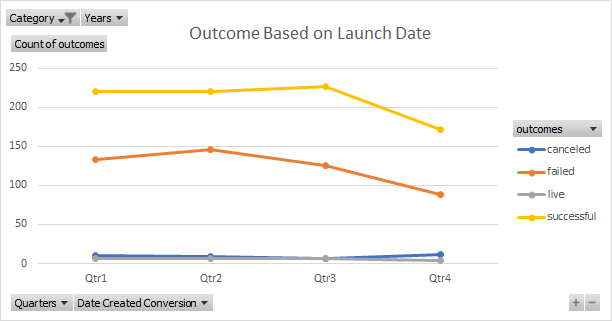 Category Years
Outcome Based on Launch Date
Count of outcomes
250
200
150
100
50
0
Qtr1 Qtr2 Qtr3 Qtr4
outcomes
canceled
failed
live
successful
Quarters Date Created Conversion
+ −